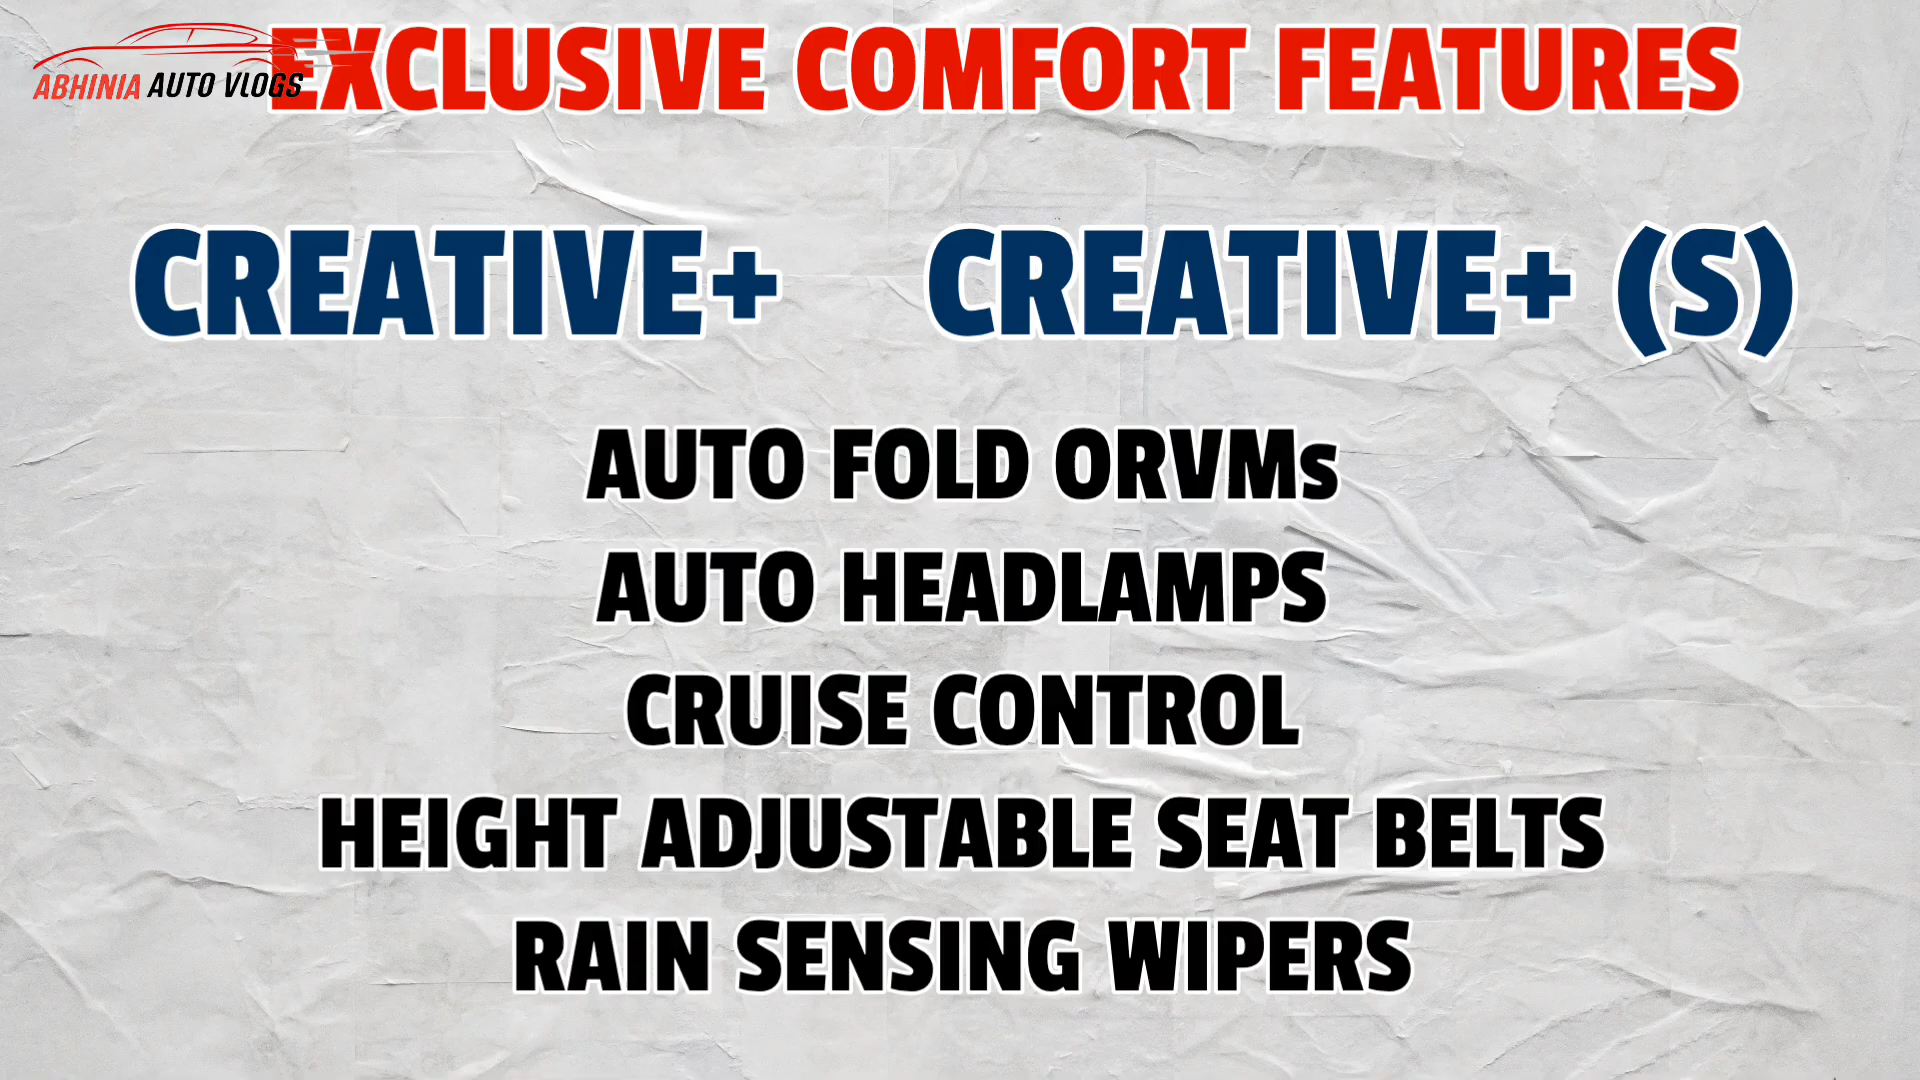 EXCLUSIVE COMFORT FEATURES
ABHINIA AUTO VLOGS
CREATIVE+ CREATIVE+ (S)
AUTO FOLD ORVMs
AUTO HEADLAMPS
CRUISE CONTROL
HEIGHT ADJUSTABLE SEAT BELTS
RAIN SENSING WIPERS